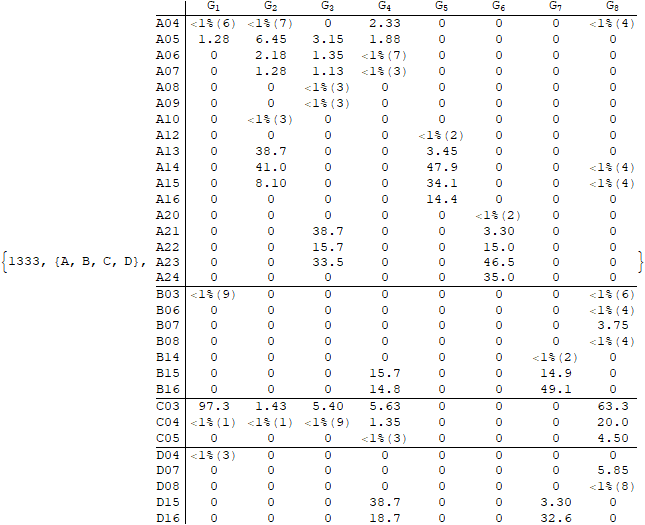 G1 G2 G3 G4 G5 G6 G7 G8
A04 <1%(6) <1%(7) 0 2.33 0 0 0 <1%(4)
A05 1.28 6.45 3.15 1.88 0 0 0 0
A06 0 2.18 1.35 <1%(7) 0 0 0 0
A07 0 1.28 1.13 <1%(3) 0 0 0 0
A08 0 0 <1%(3) 0 0 0 0 0
A09 0 0 <1%(3) 0 0 0 0 0
A10 0 <1%(3) 0 0 0 0 0 0
A12 0 0 0 0 <1%(2) 0 0 0
A13 0 38.7 0 0 3.45 0 0 0
A14 0 41.0 0 0 47.9 0 0 <1%(4)
A15 0 8.10 0 0 34.1 0 0 <1%(4)
A16 0 0 0 0 14.4 0 0 0
A20 0 0 0 0 0 <1%(2) 0 0
A21 0 0 38.7 0 0 3.30 0 0
A22 0 0 15.7 0 0 15.0 0 0
{1333, {A, B, C, D}, A23 0 0 33.5 0 0 46.5 0 0 }
A24 0 0 0 0 0 35.0 0 0
B03 <1%(9) 0 0 0 0 0 0 <1%(6)
B06 0 0 0 0 0 0 0 <1%(4)
B07 0 0 0 0 0 0 0 3.75
B08 0 0 0 0 0 0 0 <1%(4)
B14 0 0 0 0 0 0 <1%(2) 0
B15 0 0 0 15.7 0 0 14.9 0
B16 0 0 0 14.8 0 0 49.1 0
C03 97.3 1.43 5.40 5.63 0 0 0 63.3
C04 <1%(1) <1%(1) <1%(9) 1.35 0 0 0 20.0
C05 0 0 0 <1%(3) 0 0 0 4.50
D04 <1%(3) 0 0 0 0 0 0 0
D07 0 0 0 0 0 0 0 5.85
D08 0 0 0 0 0 0 0 <1%(8)
D15 0 0 0 38.7 0 0 3.30 0
D16 0 0 0 18.7 0 0 32.6 0